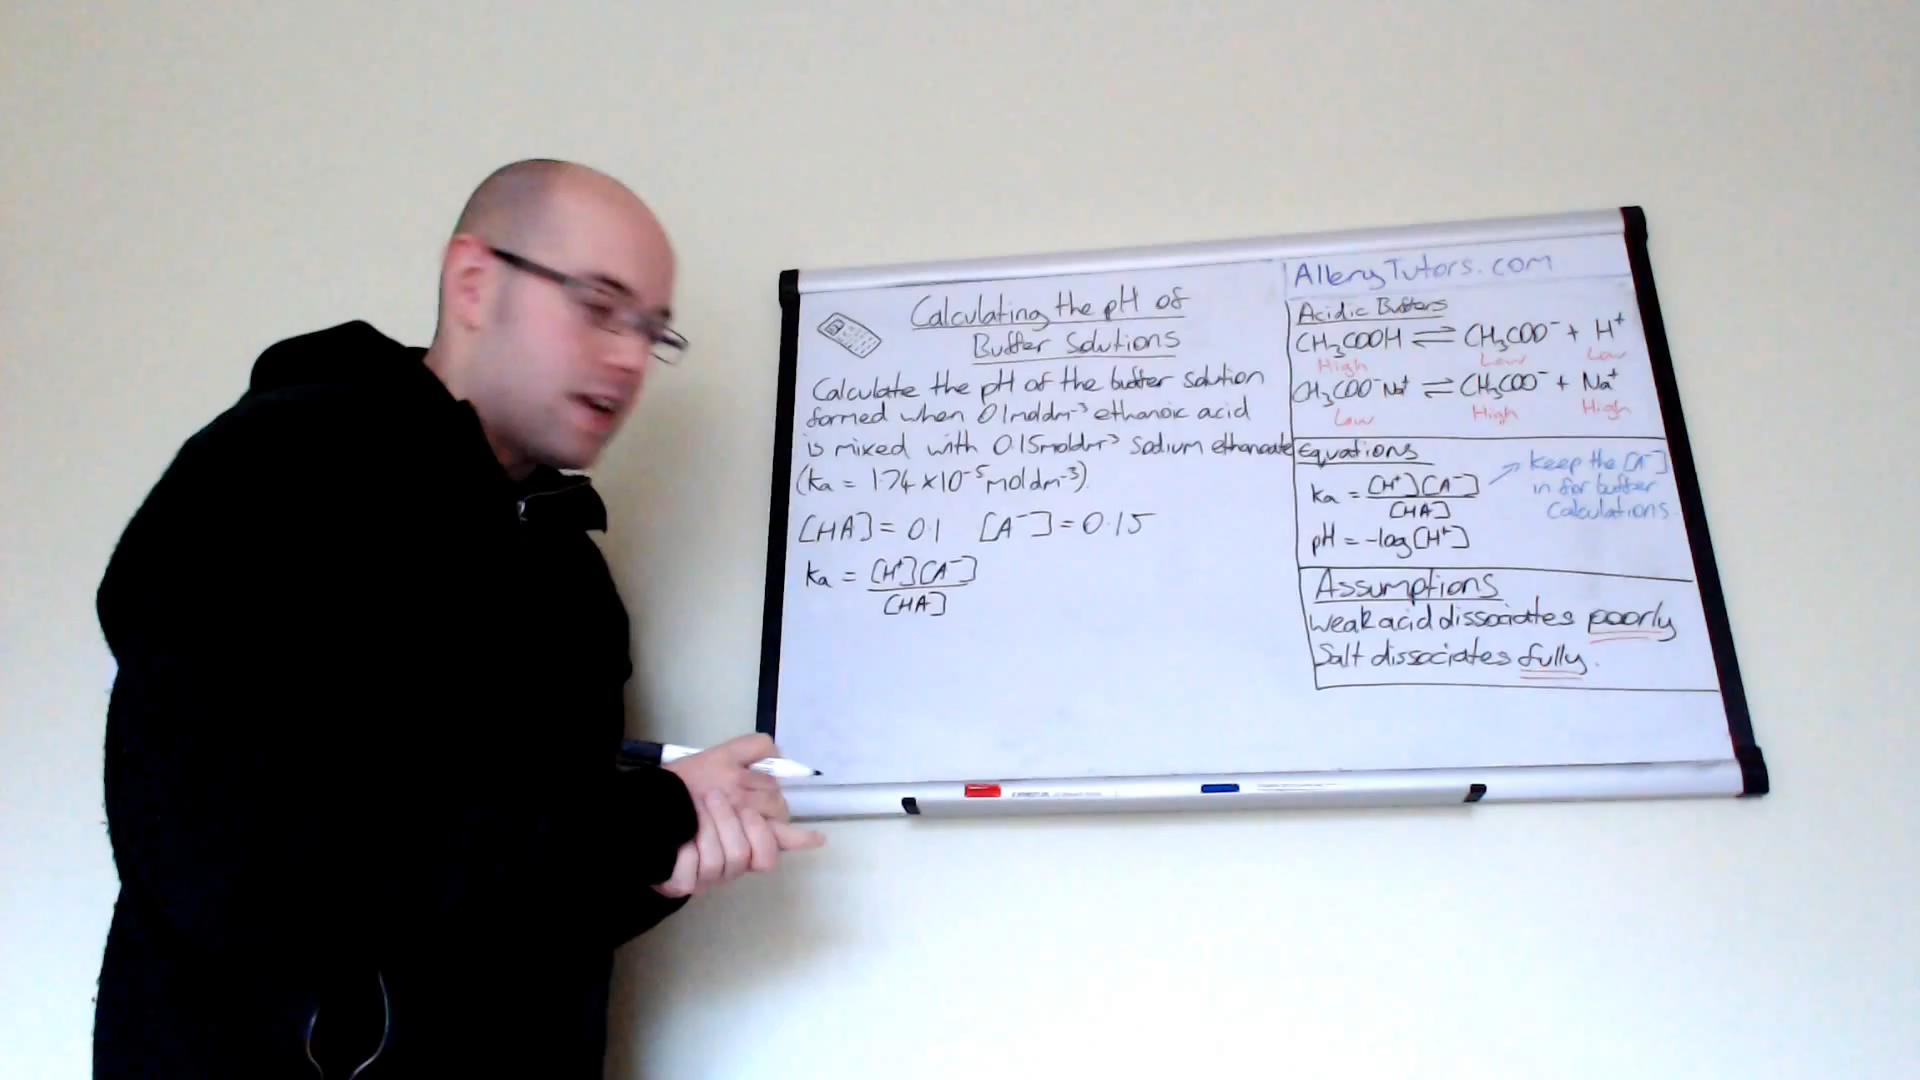 Calculating the pH of
Buffer Solutions
Calculate the pH of the buffer solution
formed when 0.1moldm⁻³ ethanoic acid
is mixed with 0.15moldm⁻³ sodium ethanoate
(Ka = 1.74 × 10⁻⁵ moldm⁻³).
[HA] = 0.1 [A⁻] = 0.15
Ka = [H⁺][A⁻]
[HA]
AlleryTutors.com
Acidic Buffers
CH₃COOH ⇌ CH₃COO⁻ + H⁺
High Low Low
CH₃COO⁻Na⁺ ⇌ CH₃COO⁻ + Na⁺
Low High High
Equations
Ka = [H⁺][A⁻]
[HA]
pH = -log[H⁺]
keep the [A⁻]
in for buffer
calculations.
Assumptions
Weak acid dissociates poorly
Salt dissociates fully.